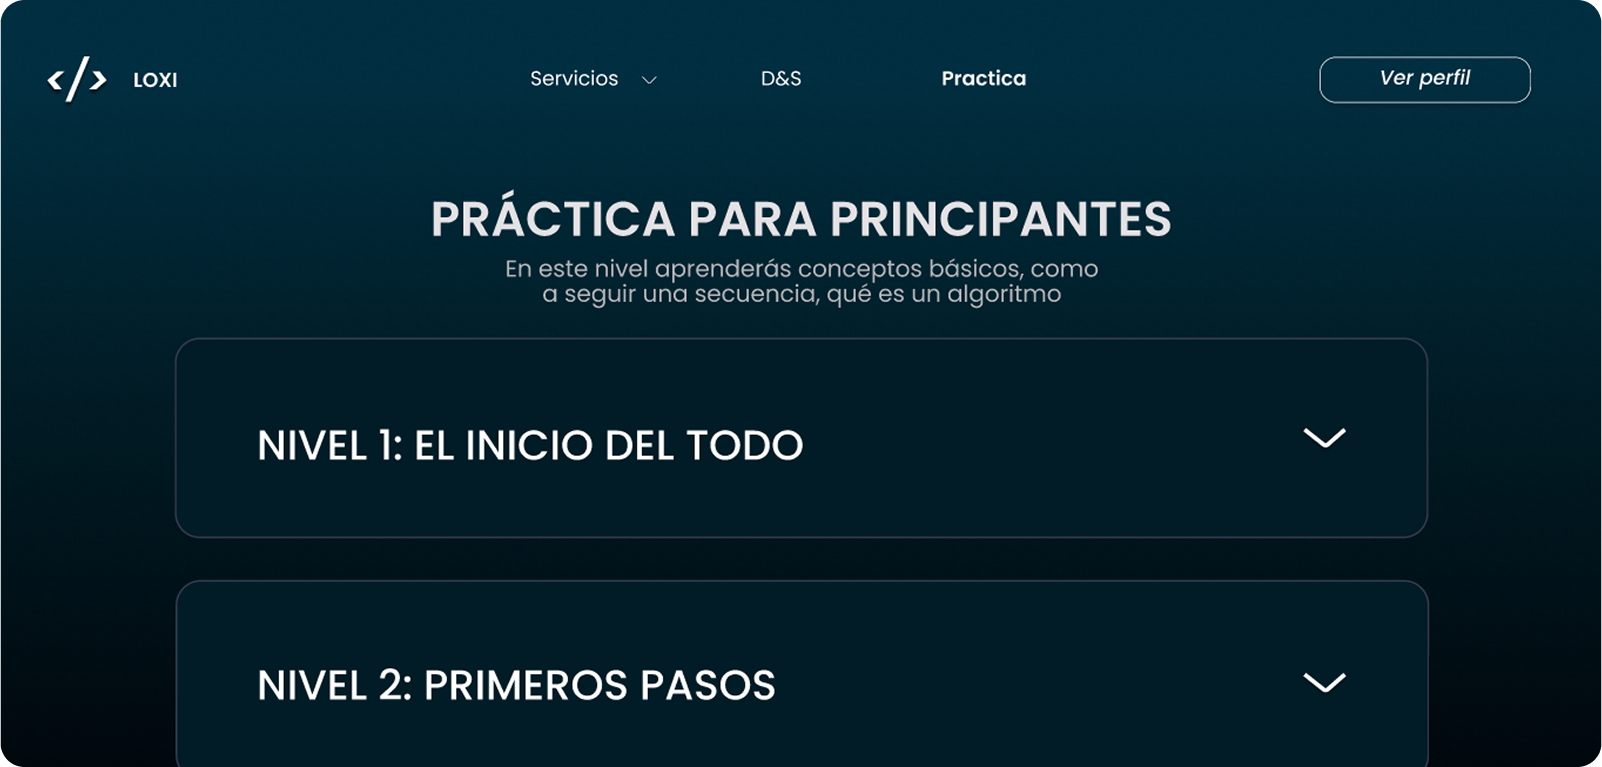 </> LOXI
Servicios
D&S
Practica
Ver perfil
PRÁCTICA PARA PRINCIPANTES
En este nivel aprenderás conceptos básicos, como
a seguir una secuencia, qué es un algoritmo
NIVEL 1: EL INICIO DEL TODO
NIVEL 2: PRIMEROS PASOS